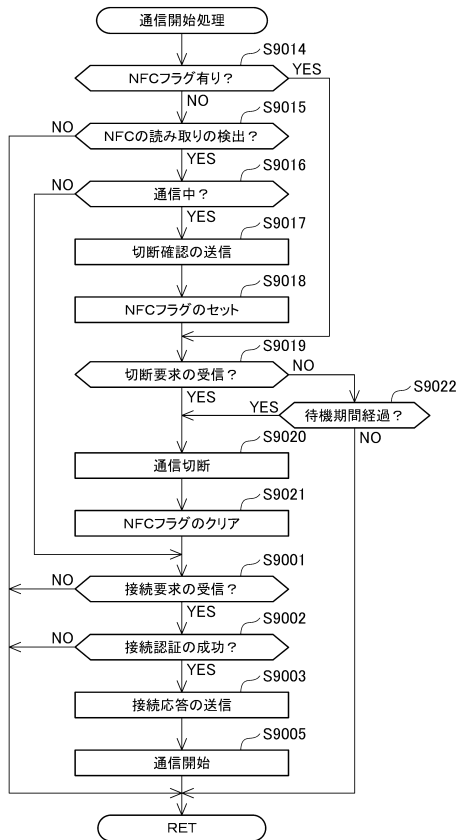 通信開始処理
S9014
NFCフラグ有り？
YES
NO
S9015
NO
NFCの読み取りの検出？
YES
S9016
NO
通信中？
YES
S9017
切断確認の送信
S9018
NFCフラグのセット
S9019
切断要求の受信？
NO
YES
S9022
YES
待機期間経過？
NO
S9020
通信切断
S9021
NFCフラグのクリア
S9001
NO
接続要求の受信？
YES
S9002
NO
接続認証の成功？
YES
S9003
接続応答の送信
S9005
通信開始
RET